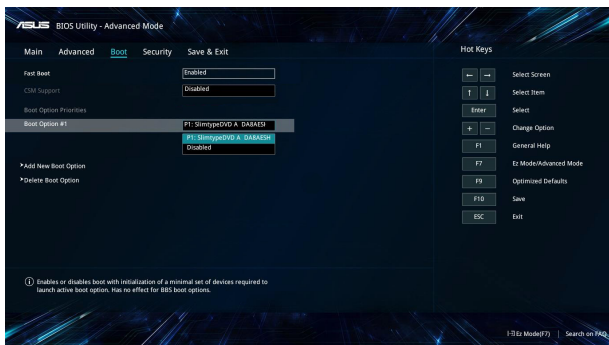 ASUS BIOS Utility - Advanced Mode
Main Advanced Boot Security Save & Exit
Hot Keys
Fast Boot Enabled
CSM Support Disabled
Boot Option Priorities
Boot Option #1 P1: SlimtypeDVD A DA8AESI
P1: SlimtypeDVD A DA8AESH
Disabled
Add New Boot Option
Delete Boot Option
← → Select Screen
↑ ↓ Select Item
Enter Select
+ − Change Option
F1 General Help
F7 Ez Mode/Advanced Mode
F9 Optimized Defaults
F10 Save
ESC Exit
Enables or disables boot with initialization of a minimal set of devices required to
launch active boot option. Has no effect for BBS boot options.
Ez Mode(F7) | Search on FAQ